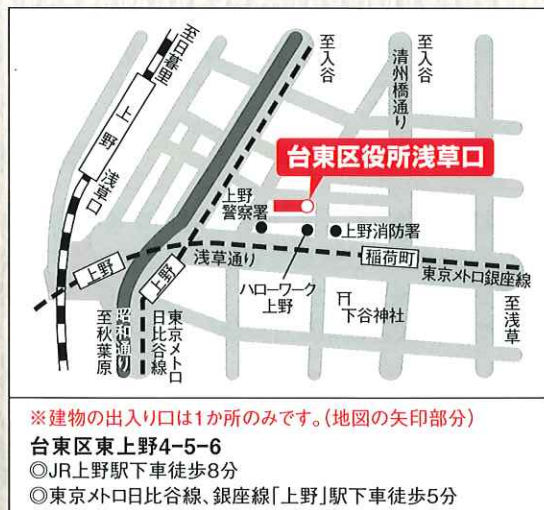 至日暮里
上野
浅草口
至入谷
清州橋通り
至入谷
台東区役所浅草口
上野
警察署
上野消防署
上野
上野
浅草通り
稲荷町
東京メトロ銀座線
ハローワーク
上野
下谷神社
至浅草
昭和通り
至秋葉原
東京メトロ
日比谷線
※建物の出入り口は1か所のみです。(地図の矢印部分)
台東区東上野4-5-6
◎JR上野駅下車徒歩8分
◎東京メトロ日比谷線、銀座線「上野」駅下車徒歩5分